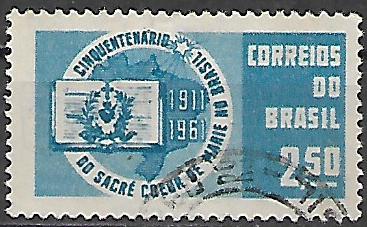 CINQUENTENÁRIO
DO SACRÉ COEUR DE MARIE NO BRASIL
1911
1961
CORREIOS
DO
BRASIL
2,50